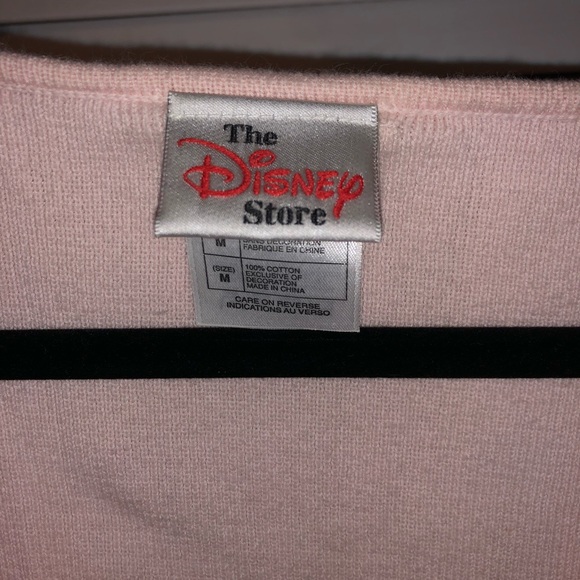 The
Disney
Store
M
SANS DECORATION
FABRIQUE EN CHINE
(SIZE)
M
100% COTTON
EXCLUSIVE OF
DECORATION
MADE IN CHINA
CARE ON REVERSE
INDICATIONS AU VERSO